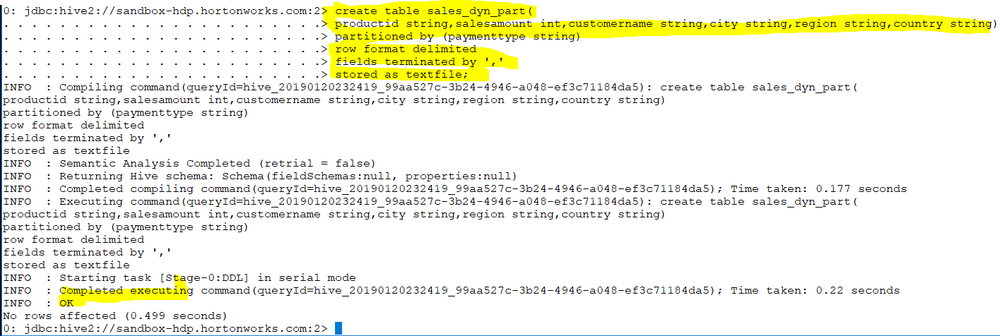 0: jdbc:hive2://sandbox-hdp.hortonworks.com:2> create table sales_dyn_part(
. . . . . . . . . . . . . . . . . . . . . . .> productid string,salesamount int,customername string,city string,region string,country string)
. . . . . . . . . . . . . . . . . . . . . . .> partitioned by (paymenttype string)
. . . . . . . . . . . . . . . . . . . . . . .> row format delimited
. . . . . . . . . . . . . . . . . . . . . . .> fields terminated by ','
. . . . . . . . . . . . . . . . . . . . . . .> stored as textfile;
INFO  : Compiling command(queryId=hive_20190120232419_99aa527c-3b24-4946-a048-ef3c71184da5): create table sales_dyn_part(
productid string,salesamount int,customername string,city string,region string,country string)
partitioned by (paymenttype string)
row format delimited
fields terminated by ','
stored as textfile
INFO  : Semantic Analysis Completed (retrial = false)
INFO  : Returning Hive schema: Schema(fieldSchemas:null, properties:null)
INFO  : Completed compiling command(queryId=hive_20190120232419_99aa527c-3b24-4946-a048-ef3c71184da5); Time taken: 0.177 seconds
INFO  : Executing command(queryId=hive_20190120232419_99aa527c-3b24-4946-a048-ef3c71184da5): create table sales_dyn_part(
productid string,salesamount int,customername string,city string,region string,country string)
partitioned by (paymenttype string)
row format delimited
fields terminated by ','
stored as textfile
INFO  : Starting task [Stage-0:DDL] in serial mode
INFO  : Completed executing command(queryId=hive_20190120232419_99aa527c-3b24-4946-a048-ef3c71184da5); Time taken: 0.22 seconds
INFO  : OK
No rows affected (0.499 seconds)
0: jdbc:hive2://sandbox-hdp.hortonworks.com:2>